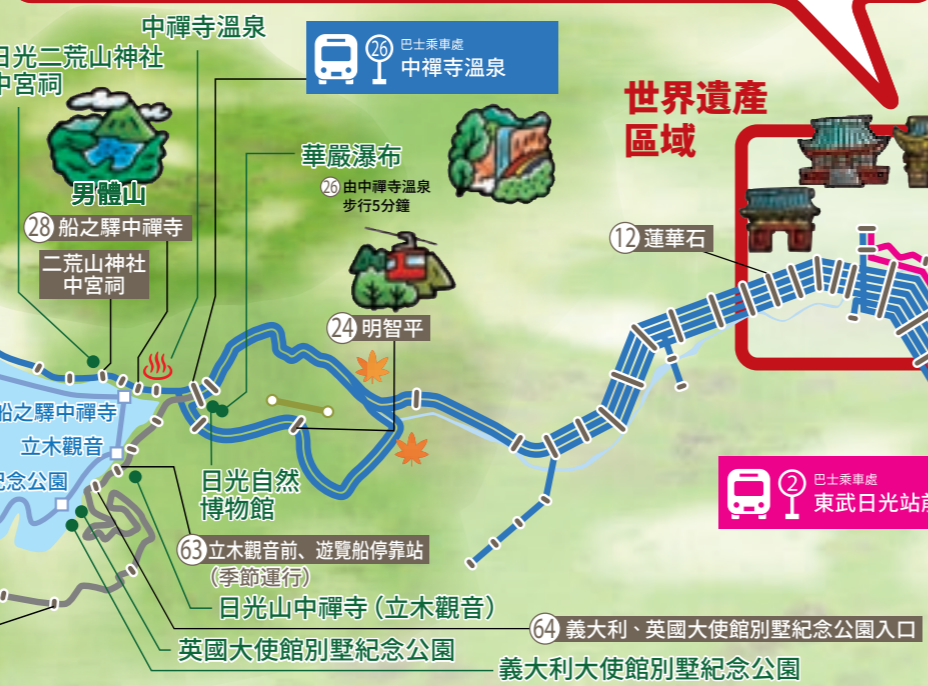 中禪寺溫泉
日光二荒山神社
中宮祠
26
巴士乘車處
中禪寺溫泉
世界遺產
區域
男體山
華嚴瀑布
26 由中禪寺溫泉
步行5分鐘
28 船之驛中禪寺
二荒山神社
中宮祠
12 蓮華石
24 明智平
船之驛中禪寺
立木觀音
紀念公園
日光自然
博物館
2
巴士乘車處
東武日光站前
63 立木觀音前、遊覽船停靠站
（季節運行）
日光山中禪寺（立木觀音）
64 義大利、英國大使館別墅紀念公園入口
英國大使館別墅紀念公園
義大利大使館別墅紀念公園